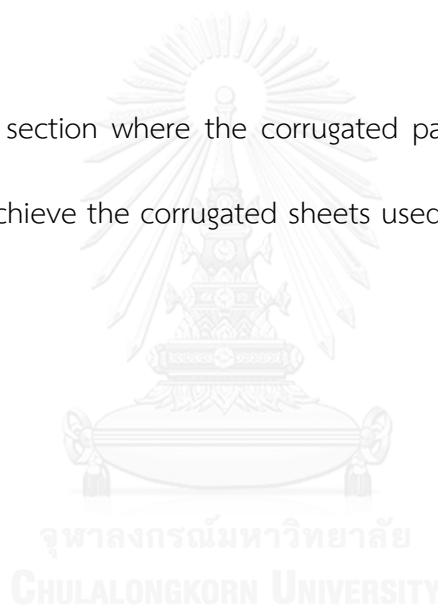 section where the corrugated pa
chieve the corrugated sheets used
จุฬาลงกรณ์มหาวิทยาลัย
CHULALONGKORN UNIVERSITY